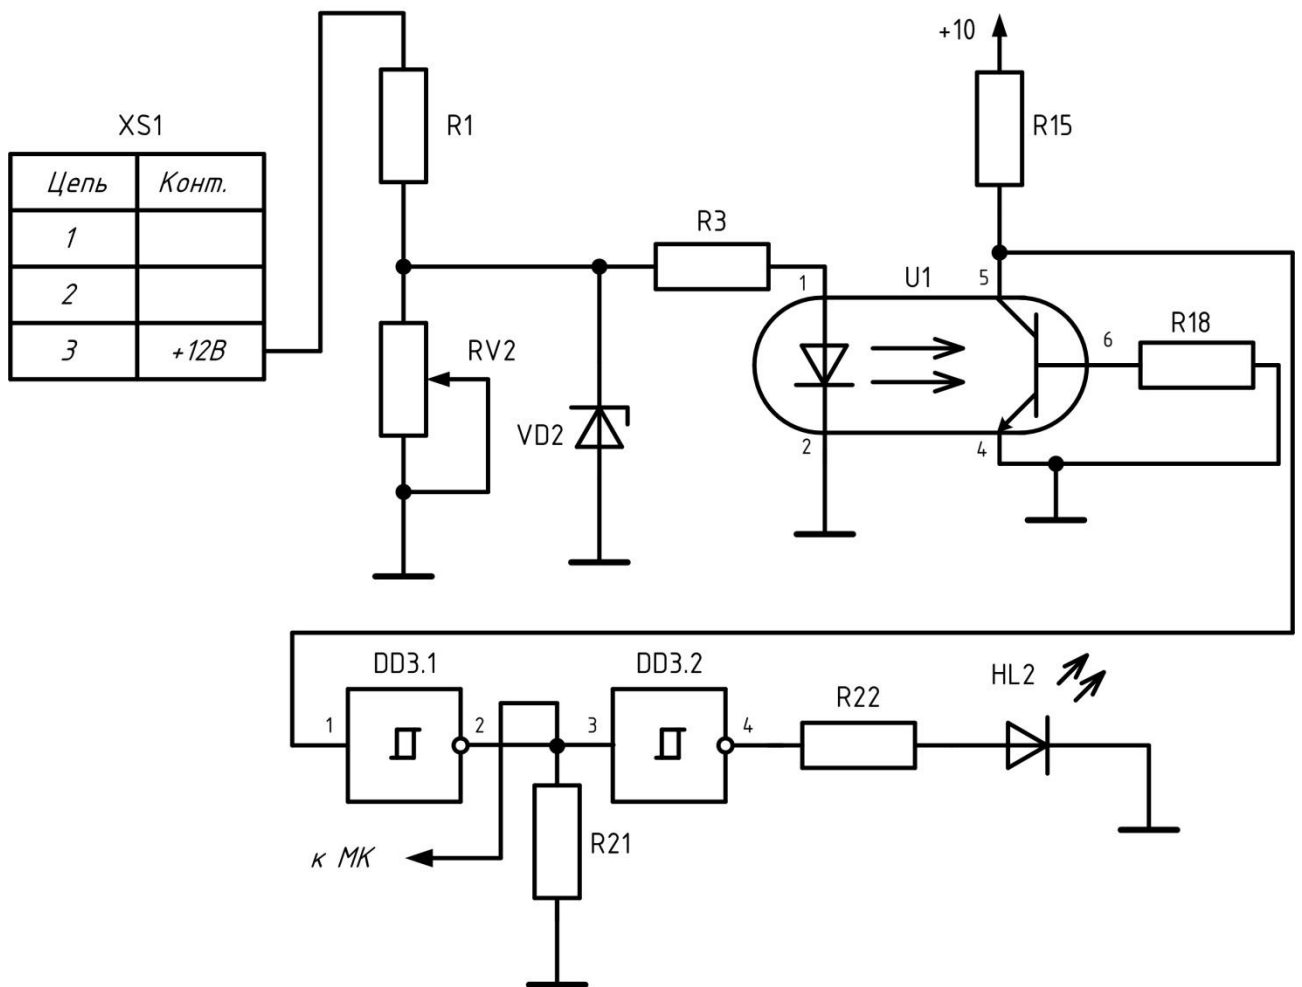 +10
XS1
R1
R15
Цепь Конт.
1
2
3 +12В
R3
1
U1
5
R18
6
RV2
VD2
2
4
DD3.1
DD3.2
HL2
R22
1
2
3
4
R21
к МК